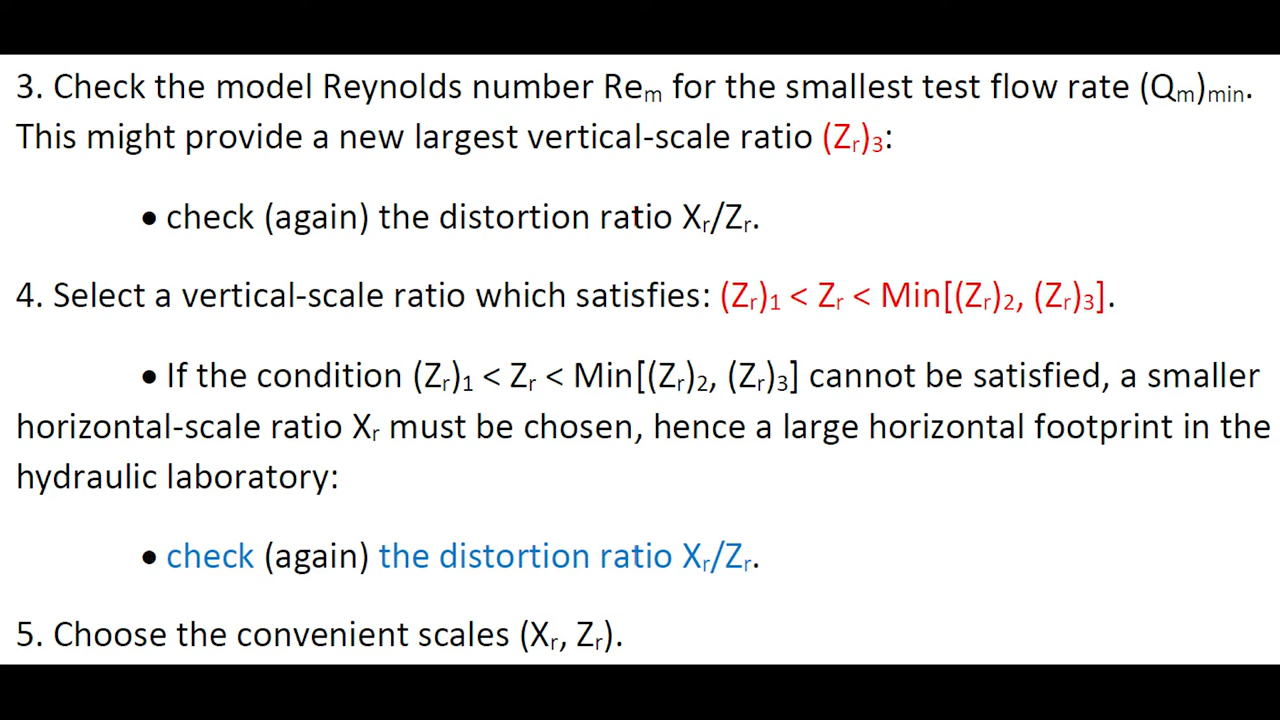 3. Check the model Reynolds number Reₘ for the smallest test flow rate (Qₘ)min.
This might provide a new largest vertical-scale ratio (Zᵣ)₃:
• check (again) the distortion ratio Xᵣ/Zᵣ.
4. Select a vertical-scale ratio which satisfies: (Zᵣ)₁ < Zᵣ < Min[(Zᵣ)₂, (Zᵣ)₃].
• If the condition (Zᵣ)₁ < Zᵣ < Min[(Zᵣ)₂, (Zᵣ)₃] cannot be satisfied, a smaller
horizontal-scale ratio Xᵣ must be chosen, hence a large horizontal footprint in the
hydraulic laboratory:
• check (again) the distortion ratio Xᵣ/Zᵣ.
5. Choose the convenient scales (Xᵣ, Zᵣ).